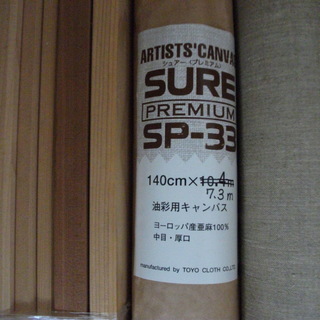 ARTISTS'CANVAS
シュアー〈プレミアム〉
SURE
PREMIUM
SP-33
140cm×10.4m
7.3m
油彩用キャンバス
ヨーロッパ産亜麻100%
中目・厚口
manufactured by TOYO CLOTH CO.,LTD.